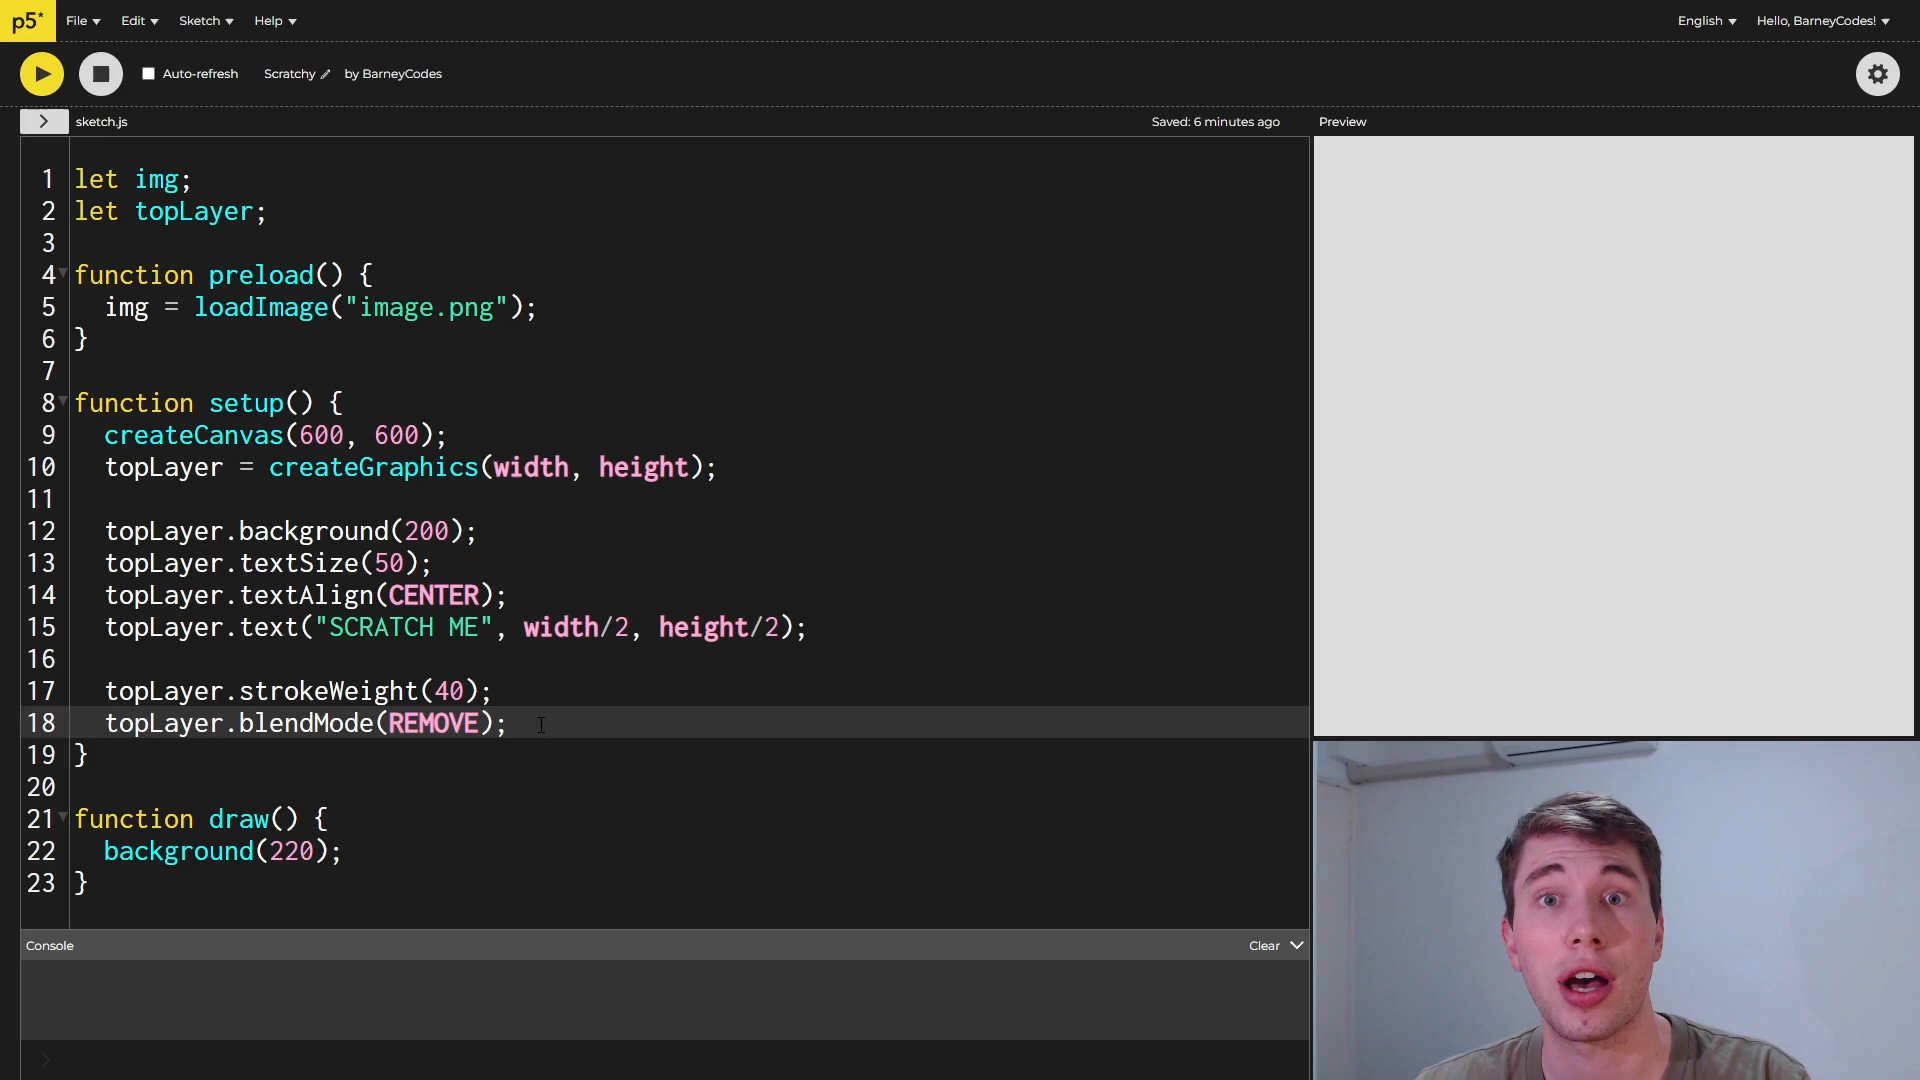 p5*
File Edit Sketch Help
English Hello, BarneyCodes!
Auto-refresh Scratchy by BarneyCodes
sketch.js Saved: 6 minutes ago Preview
1 let img;
2 let topLayer;
3
4 function preload() {
5 img = loadImage("image.png");
6 }
7
8 function setup() {
9 createCanvas(600, 600);
10 topLayer = createGraphics(width, height);
11
12 topLayer.background(200);
13 topLayer.textSize(50);
14 topLayer.textAlign(CENTER);
15 topLayer.text("SCRATCH ME", width/2, height/2);
16
17 topLayer.strokeWeight(40);
18 topLayer.blendMode(REMOVE);
19 }
20
21 function draw() {
22 background(220);
23 }
Console Clear